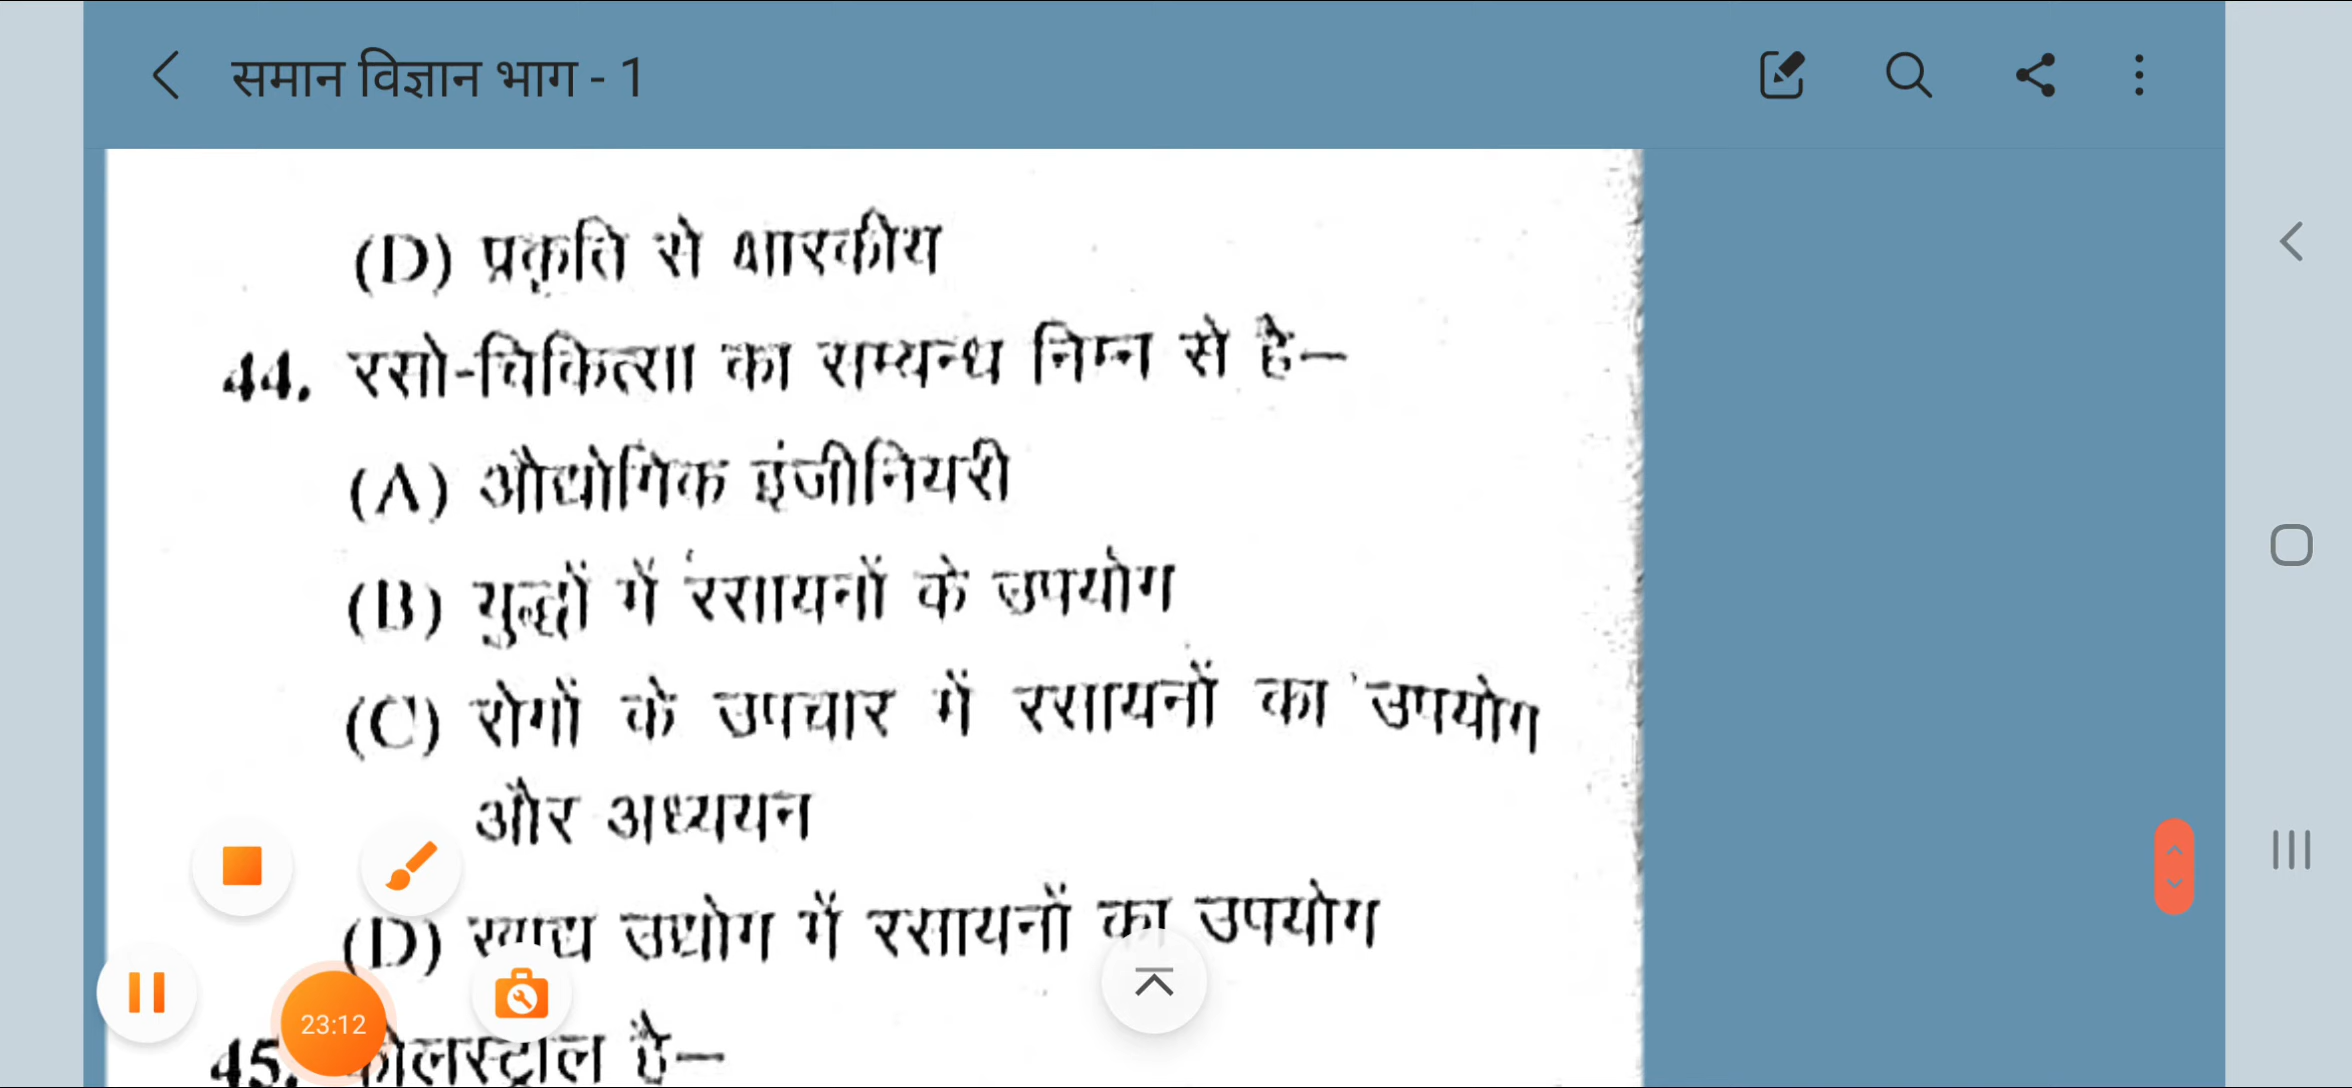 समान विज्ञान भाग - 1
(D) प्रकृति से क्षारकीय
44. रसो-चिकित्सा का सम्बन्ध निम्न से है—
(A) औद्योगिक इंजीनियरी
(B) युद्धों में रसायनों के उपयोग
(C) रोगों के उपचार में रसायनों का उपयोग
और अध्ययन
(D) खाद्य उद्योग में रसायनों का उपयोग
23:12
45. कोलस्ट्रोल है—